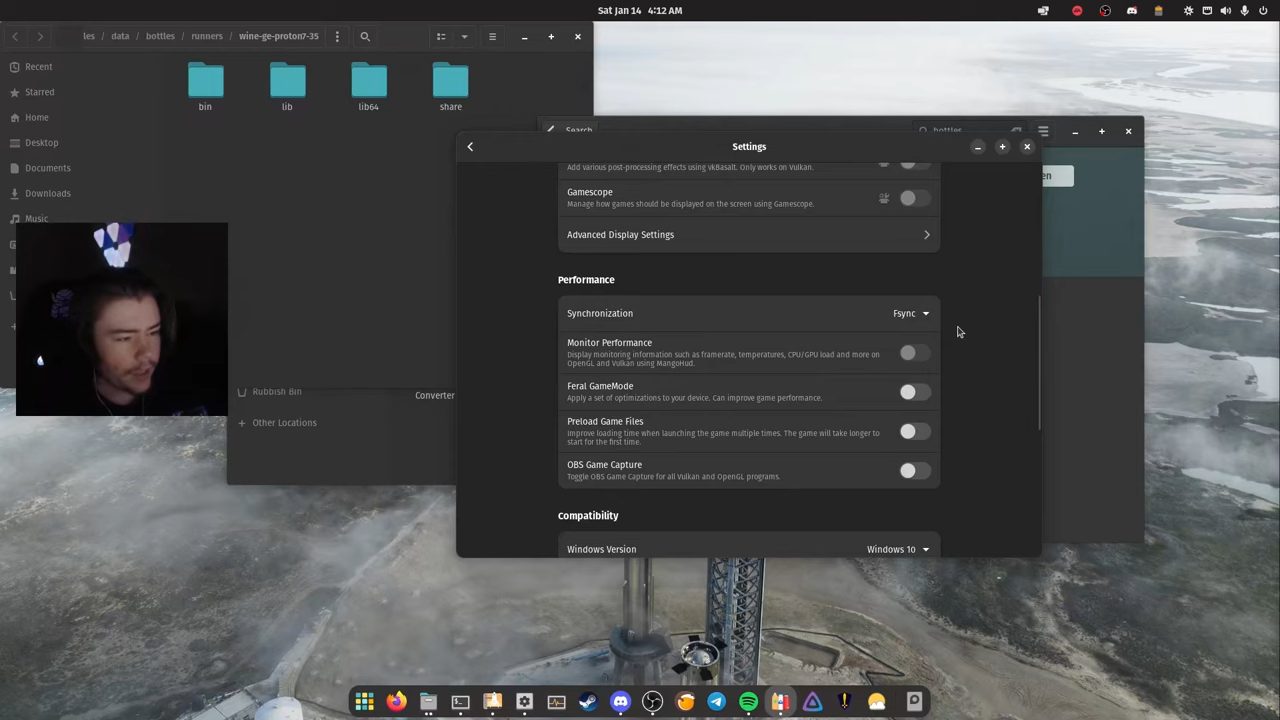 Sat Jan 14 4:12 AM
les data bottles runners wine-ge-proton7-35
Recent
Starred
Home
Desktop
Documents
Downloads
Music
bin
lib
lib64
share
Rubbish Bin
Other Locations
Converter
Search
bottles
en
Settings
Add various post-processing effects using vkBasalt. Only works on Vulkan.
Gamescope
Manage how games should be displayed on the screen using Gamescope.
Advanced Display Settings
Performance
Synchronization Fsync
Monitor Performance
Display monitoring information such as framerate, temperatures, CPU/GPU load and more on
OpenGL and Vulkan using MangoHud.
Feral GameMode
Apply a set of optimizations to your device. Can improve game performance.
Preload Game Files
Improve loading time when launching the game multiple times. The game will take longer to
start for the first time.
OBS Game Capture
Toggle OBS Game Capture for all Vulkan and OpenGL programs.
Compatibility
Windows Version Windows 10